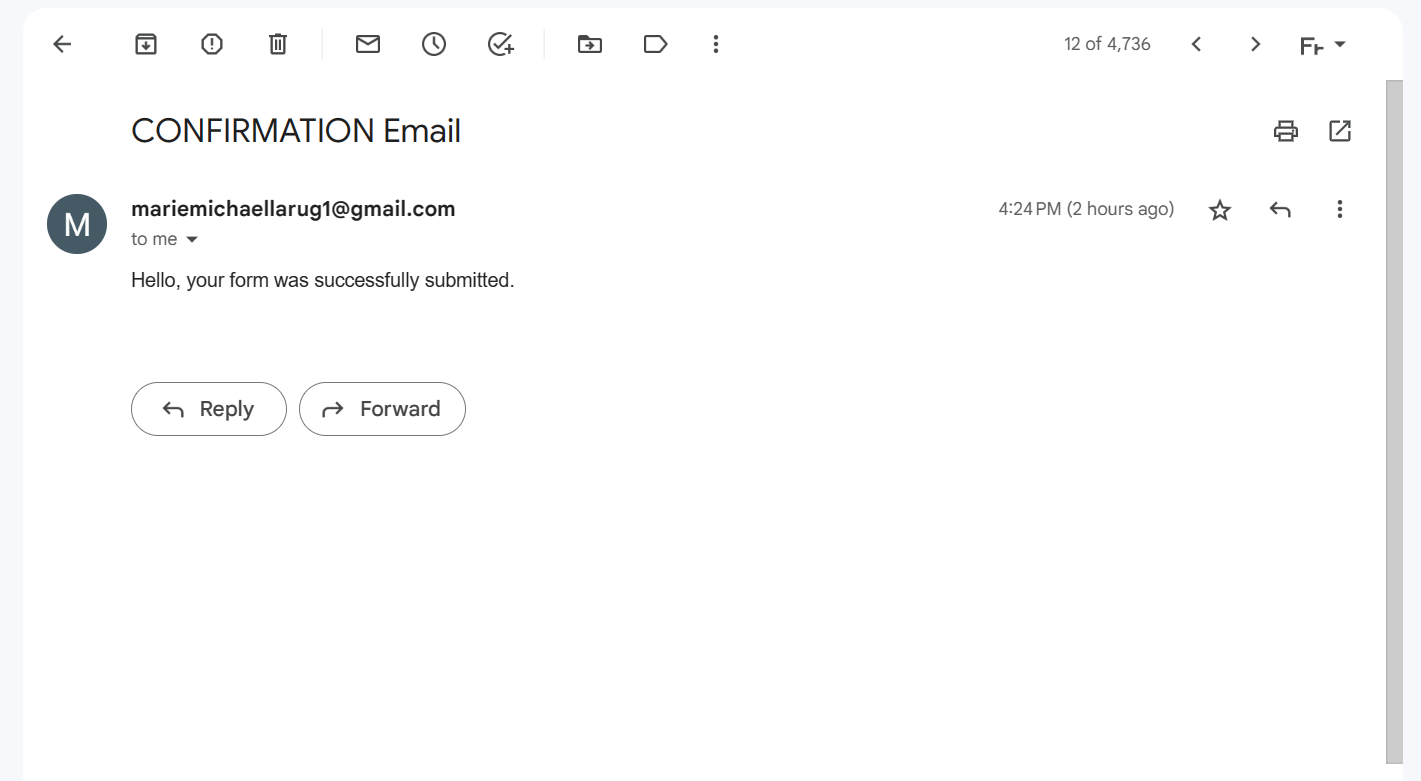 12 of 4,736
CONFIRMATION Email
M
mariemichaellarug1@gmail.com
4:24 PM (2 hours ago)
to me
Hello, your form was successfully submitted.
Reply
Forward